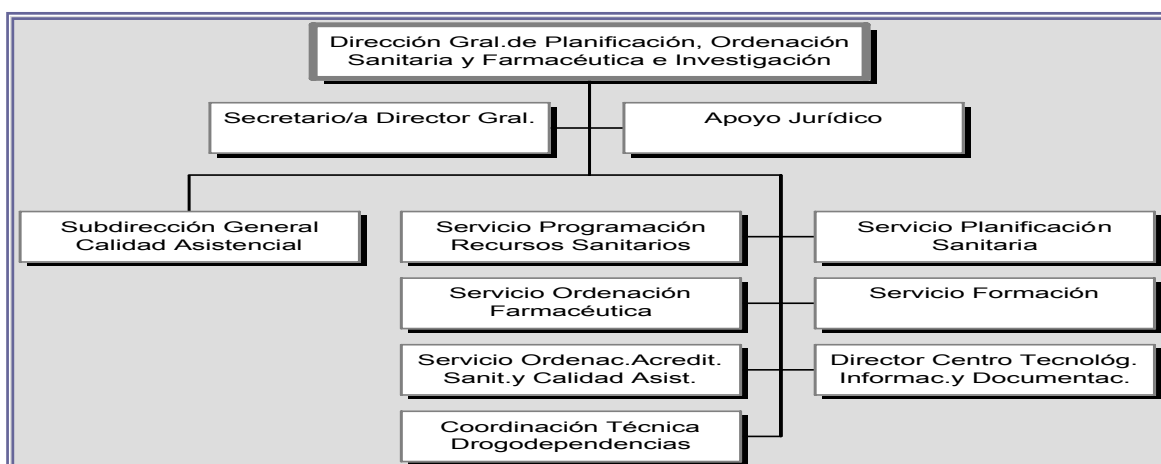 Dirección Gral.de Planificación, Ordenación
Sanitaria y Farmacéutica e Investigación
Secretario/a Director Gral.
Apoyo Jurídico
Subdirección General
Calidad Asistencial
Servicio Programación
Recursos Sanitarios
Servicio Planificación
Sanitaria
Servicio Ordenación
Farmacéutica
Servicio Formación
Servicio Ordenac.Acredit.
Sanit.y Calidad Asist.
Director Centro Tecnológ.
Informac.y Documentac.
Coordinación Técnica
Drogodependencias